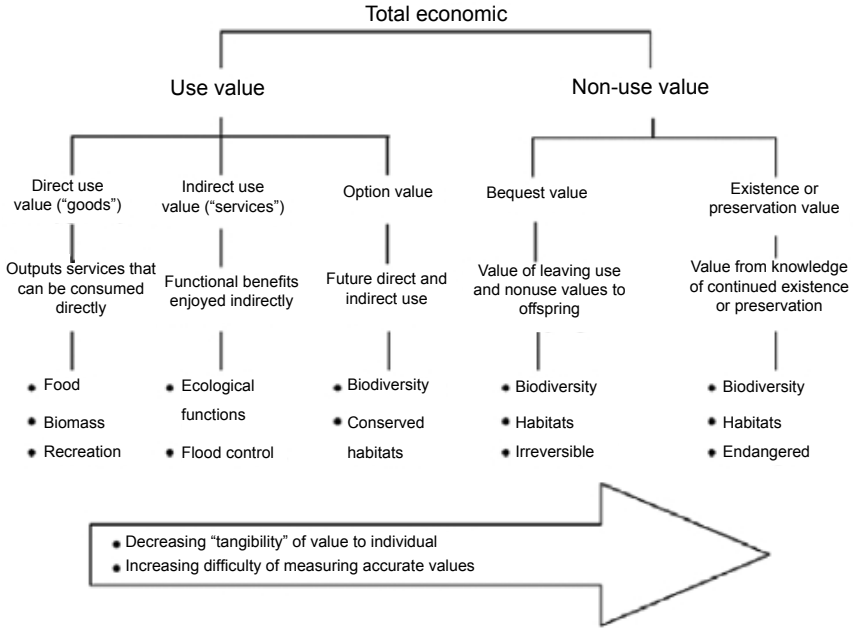 Total economic
Use value
Non-use value
Direct use
value (“goods”)
Indirect use
value (“services”)
Option value
Bequest value
Existence or
preservation value
Outputs services that
can be consumed
directly
Functional benefits
enjoyed indirectly
Future direct and
indirect use
Value of leaving use
and nonuse values to
offspring
Value from knowledge
of continued existence
or preservation
• Food
• Biomass
• Recreation
• Ecological
functions
• Flood control
• Biodiversity
• Conserved
habitats
• Biodiversity
• Habitats
• Irreversible
• Biodiversity
• Habitats
• Endangered
• Decreasing “tangibility” of value to individual
• Increasing difficulty of measuring accurate values